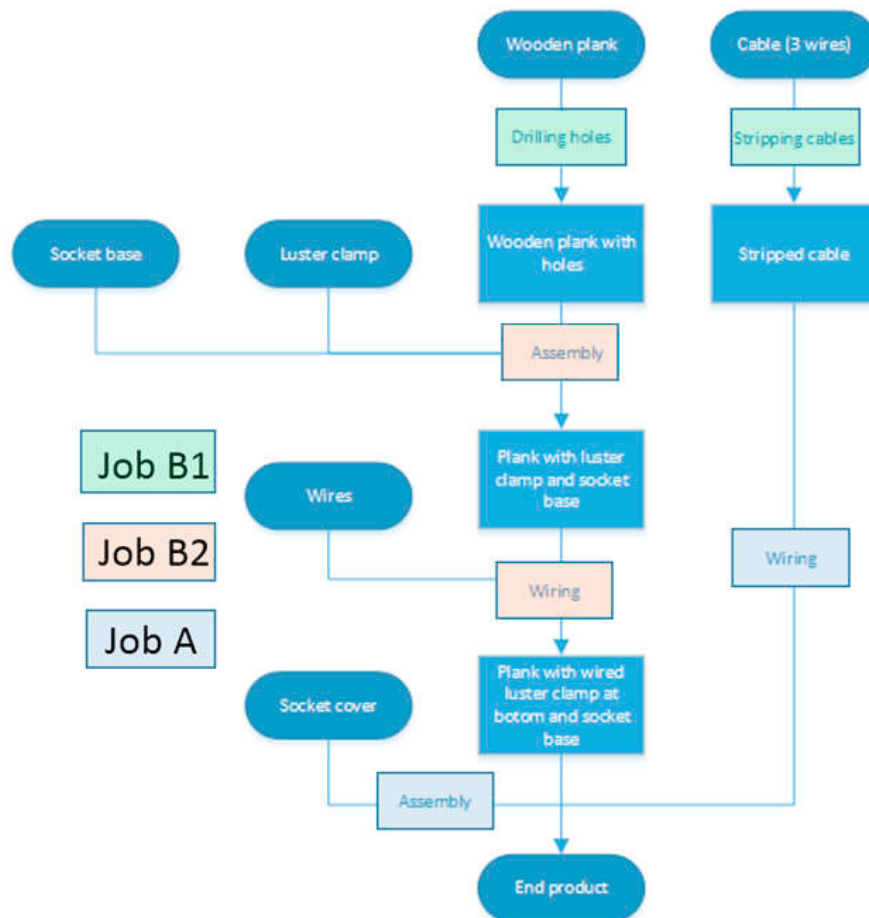 Wooden plank
Cable (3 wires)
Drilling holes
Stripping cables
Socket base
Luster clamp
Wooden plank with
holes
Stripped cable
Assembly
Job B1
Plank with luster
clamp and socket
base
Wires
Job B2
Wiring
Wiring
Job A
Plank with wired
luster clamp at
botom and socket
base
Socket cover
Assembly
End product